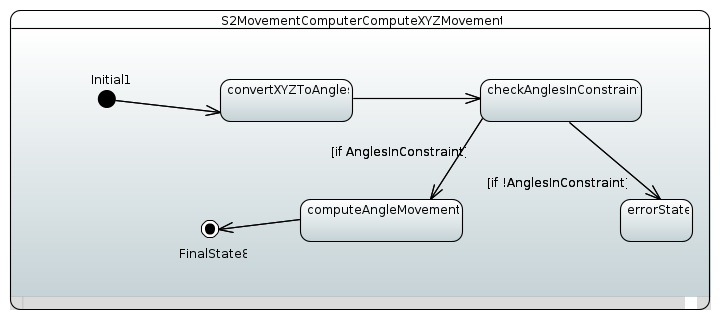 S2MovementComputerComputeXYZMovement
Initial1
convertXYZToAngles
checkAnglesInConstraint
[if AnglesInConstraint]
[if !AnglesInConstraint]
computeAngleMovement
errorState
FinalState8